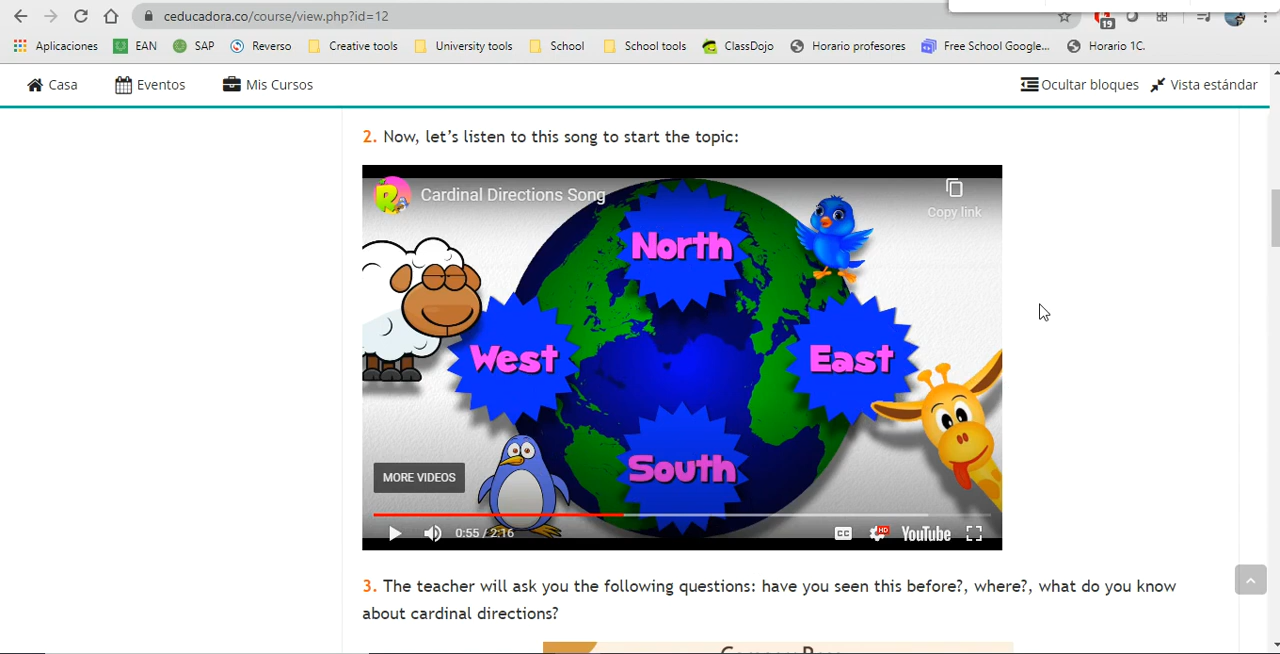 ceducadora.co/course/view.php?id=12
19
Aplicaciones EAN SAP Reverso Creative tools University tools School School tools ClassDojo Horario profesores Free School Google... Horario 1C.
Casa Eventos Mis Cursos Ocultar bloques Vista estándar
2. Now, let's listen to this song to start the topic:
Cardinal Directions Song
Copy link
North
West
East
South
MORE VIDEOS
0:55 / 2:16 CC HD YouTube
3. The teacher will ask you the following questions: have you seen this before?, where?, what do you know
about cardinal directions?